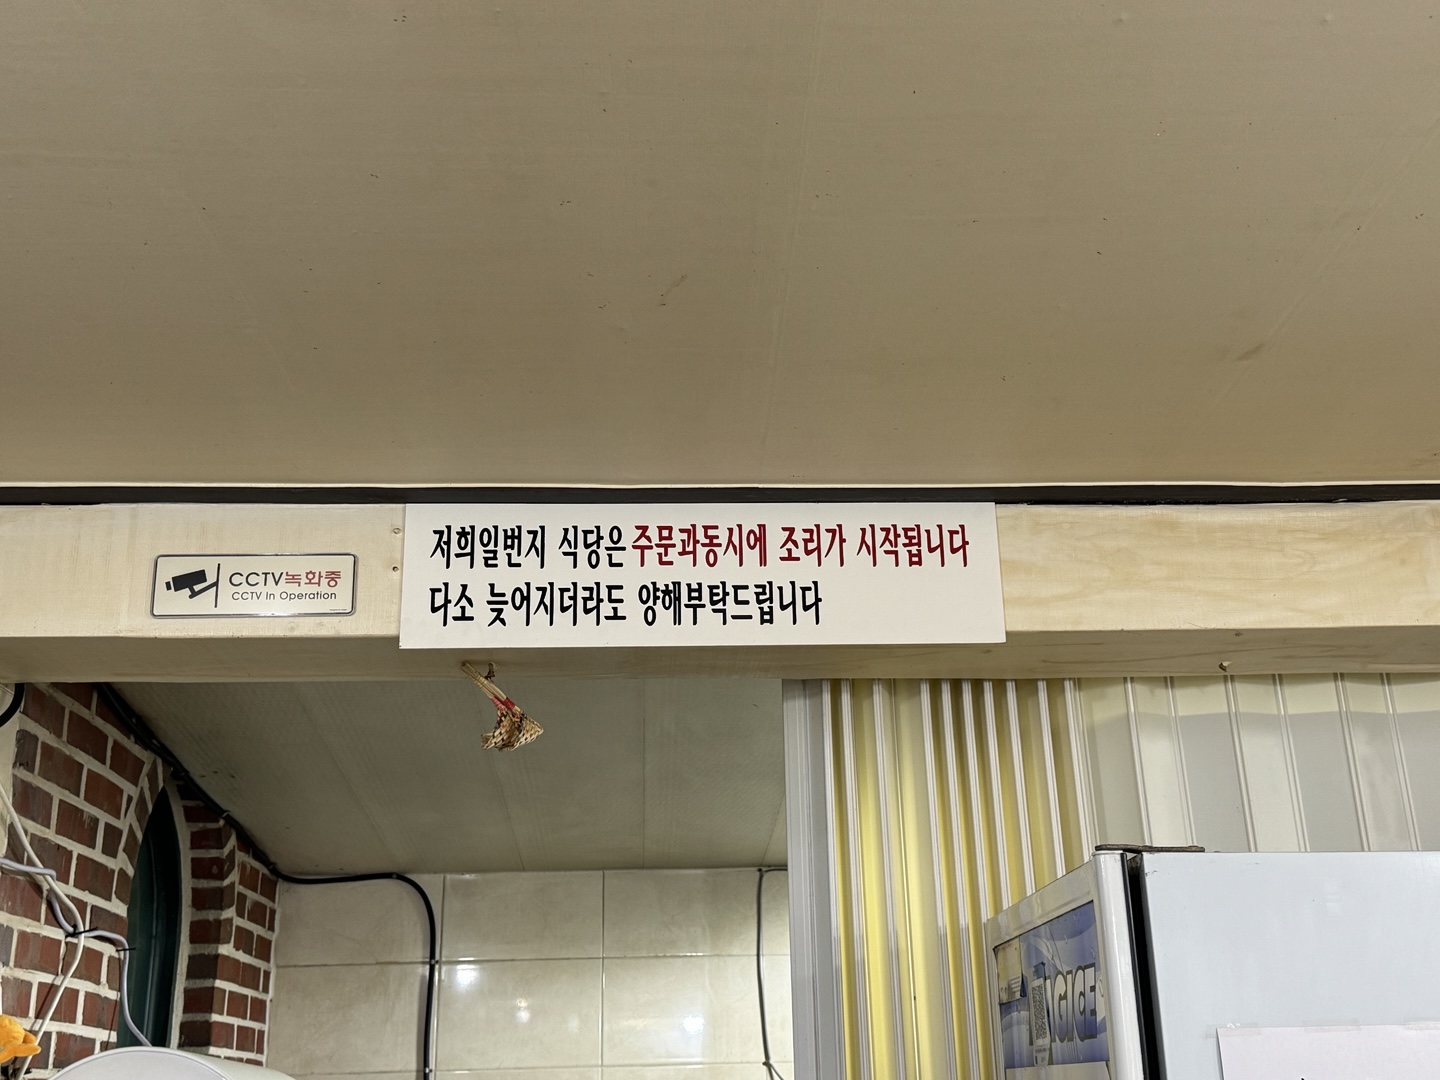 저희일번지 식당은 주문과동시에 조리가 시작됩니다
다소 늦어지더라도 양해부탁드립니다
CCTV녹화중
CCTV In Operation